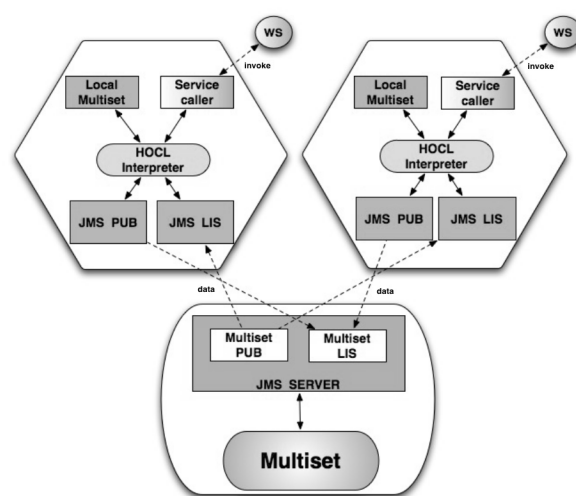 WS
invoke
Local
Multiset
Service
caller
HOCL
Interpreter
JMS PUB
JMS LIS
WS
invoke
Local
Multiset
Service
caller
HOCL
Interpreter
JMS PUB
JMS LIS
data
data
Multiset
PUB
Multiset
LIS
JMS SERVER
Multiset